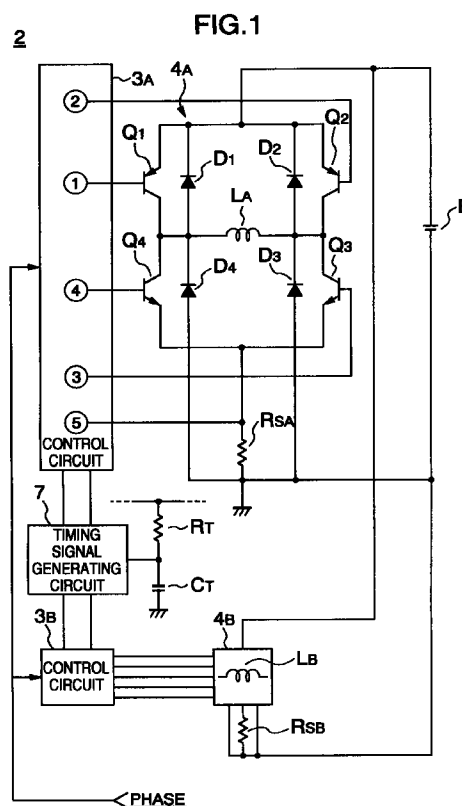 FIG.1
2
3A
4A
2
Q1
Q2
D1
D2
1
LA
Q4
Q3
D4
D3
4
3
5
RSA
CONTROL
CIRCUIT
7
RT
TIMING
SIGNAL
GENERATING
CIRCUIT
CT
3B
4B
CONTROL
CIRCUIT
LB
RSB
PHASE